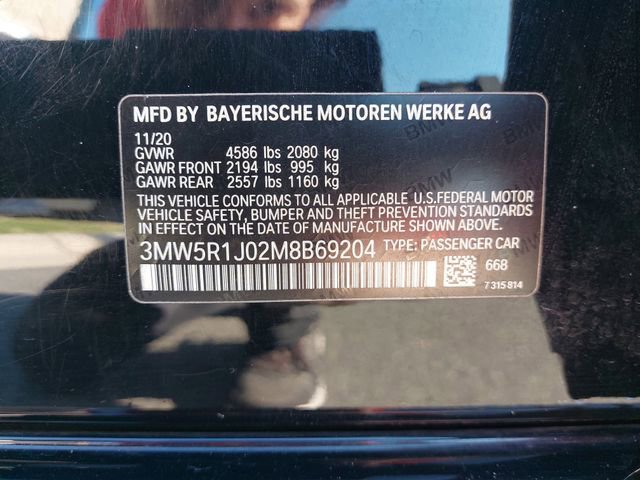 MFD BY BAYERISCHE MOTOREN WERKE AG
11/20
GVWR 4586 lbs 2080 kg
GAWR FRONT 2194 lbs 995 kg
GAWR REAR 2557 lbs 1160 kg
THIS VEHICLE CONFORMS TO ALL APPLICABLE U.S.FEDERAL MOTOR
VEHICLE SAFETY, BUMPER AND THEFT PREVENTION STANDARDS
IN EFFECT ON THE DATE OF MANUFACTURE SHOWN ABOVE.
3MW5R1J02M8B69204 TYPE: PASSENGER CAR
668
7 315 814